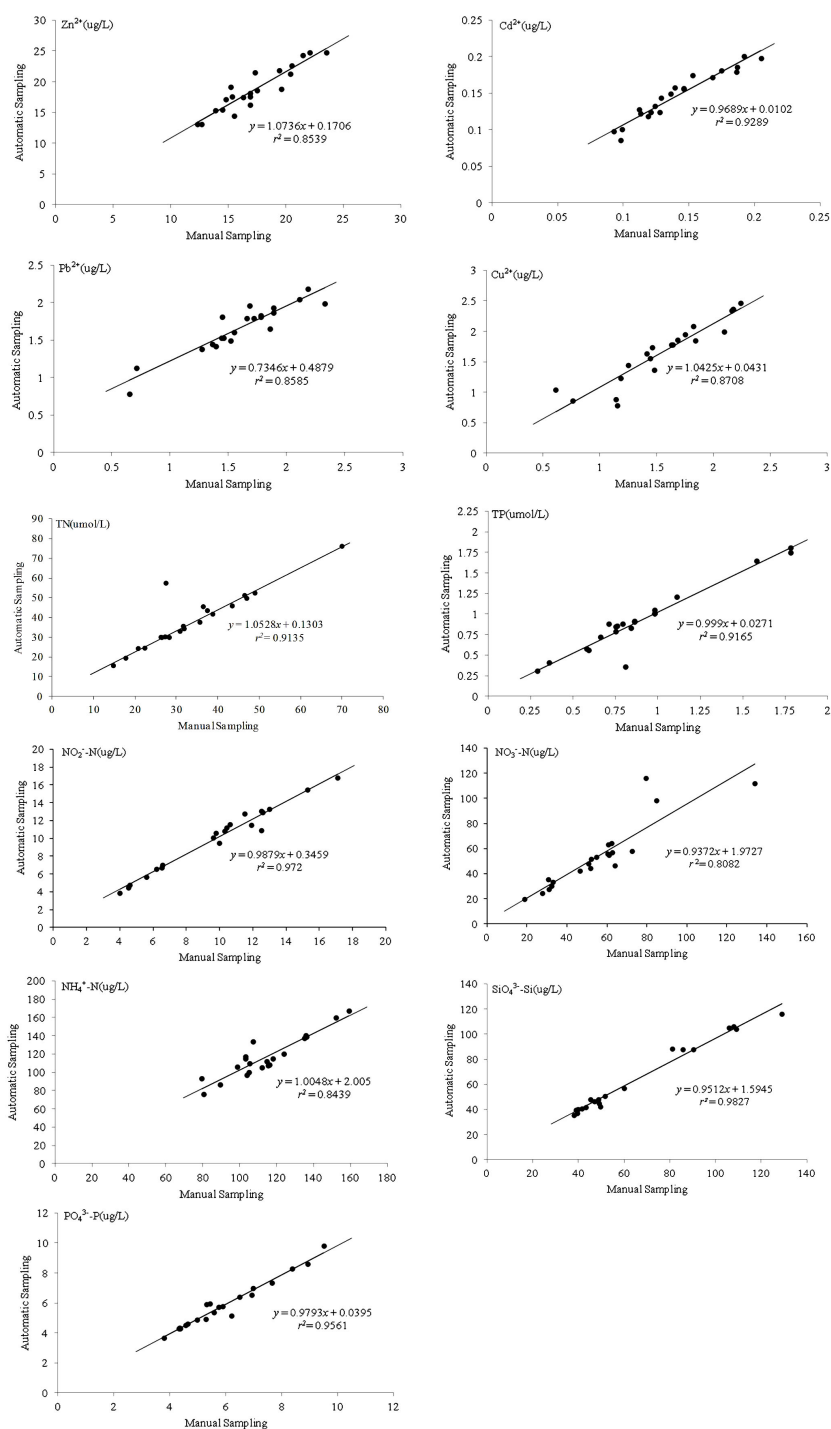 Zn²⁺(ug/L)
30
25
20
15
10
5
0
Automatic Sampling
y = 1.0736x + 0.1706
r² = 0.8539
0 10 15 20 25 30
Manual Sampling
Cd²⁺(ug/L)
0.25
0.2
0.15
0.1
0.05
0
Automatic Sampling
y = 0.9689x + 0.0102
r² = 0.9289
0 0.05 0.1 0.15 0.2 0.25
Manual Sampling
Pb²⁺(ug/L)
2.5
2
1.5
1
0.5
0
Automatic Sampling
y = 0.7346x + 0.4879
r² = 0.8585
0 0.5 1 1.5 2 2.5 3
Manual Sampling
Cu²⁺(ug/L)
3
2.5
2
1.5
1
0.5
0
Automatic Sampling
y = 1.0425x + 0.0431
r² = 0.8708
0 0.5 1 1.5 2 2.5 3
Manual Sampling
TN(umol/L)
90
80
70
60
50
40
30
20
10
0
Automatic Sampling
y = 1.0528x + 0.1303
r² = 0.9135
0 10 20 30 40 50 60 70 80
Manual Sampling
TP(umol/L)
2.25
2
1.75
1.5
1.25
1
0.75
0.5
0.25
0
Automatic Sampling
y = 0.999x + 0.0271
r² = 0.9165
0 0.25 0.5 0.75 1 1.25 1.5 1.75 2
Manual Sampling
NO₂⁻-N(ug/L)
20
18
16
14
12
10
8
6
4
2
0
Automatic Sampling
y = 0.9879x + 0.3459
r² = 0.972
0 2 4 6 8 10 12 14 16 18 20
Manual Sampling
NO₃⁻-N(ug/L)
140
120
100
80
60
40
20
0
Automatic Sampling
y = 0.9372x + 1.9727
r² = 0.8082
0 20 40 60 80 100 120 140 160
Manual Sampling
NH₄⁺-N(ug/L)
200
180
160
140
120
100
80
60
40
20
0
Automatic Sampling
y = 1.0048x + 2.005
r² = 0.8439
0 20 40 60 80 100 120 140 160 180
Manual Sampling
SiO₄³⁻-Si(ug/L)
140
120
100
80
60
40
20
0
Automatic Sampling
y = 0.9512x + 1.5945
r² = 0.9827
0 20 40 60 80 100 120 140
Manual Sampling
PO₄³⁻-P(ug/L)
12
10
8
6
4
2
0
Automatic Sampling
y = 0.9793x + 0.0395
r² = 0.9561
0 2 4 6 8 10 12
Manual Sampling